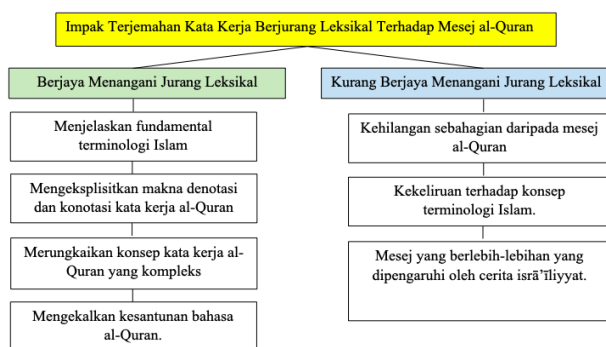 Impak Terjemahan Kata Kerja Berjurang Leksikal Terhadap Mesej al-Quran
Berjaya Menangani Jurang Leksikal
Menjelaskan fundamental
terminologi Islam
Mengeksplisitkan makna denotasi
dan konotasi kata kerja al-Quran
Merungkaikan konsep kata kerja al-
Quran yang kompleks
Mengekalkan kesantunan bahasa
al-Quran.
Kurang Berjaya Menangani Jurang Leksikal
Kehilangan sebahagian daripada mesej
al-Quran
Kekeliruan terhadap konsep
terminologi Islam.
Mesej yang berlebih-lebihan yang
dipengaruhi oleh cerita isrā’īliyyat.